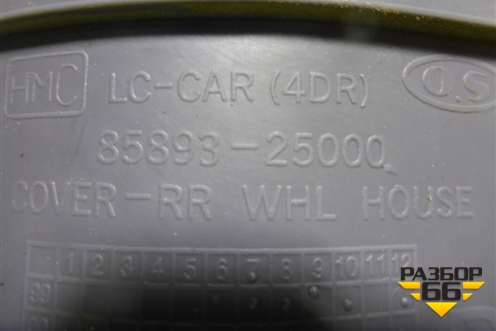 HMC LC-CAR (4DR) O.S
85893-25000
COVER-RR WHL HOUSE
1 2 3 4 5 6 7 8 9 10 11 12
99
РАЗБОР
66